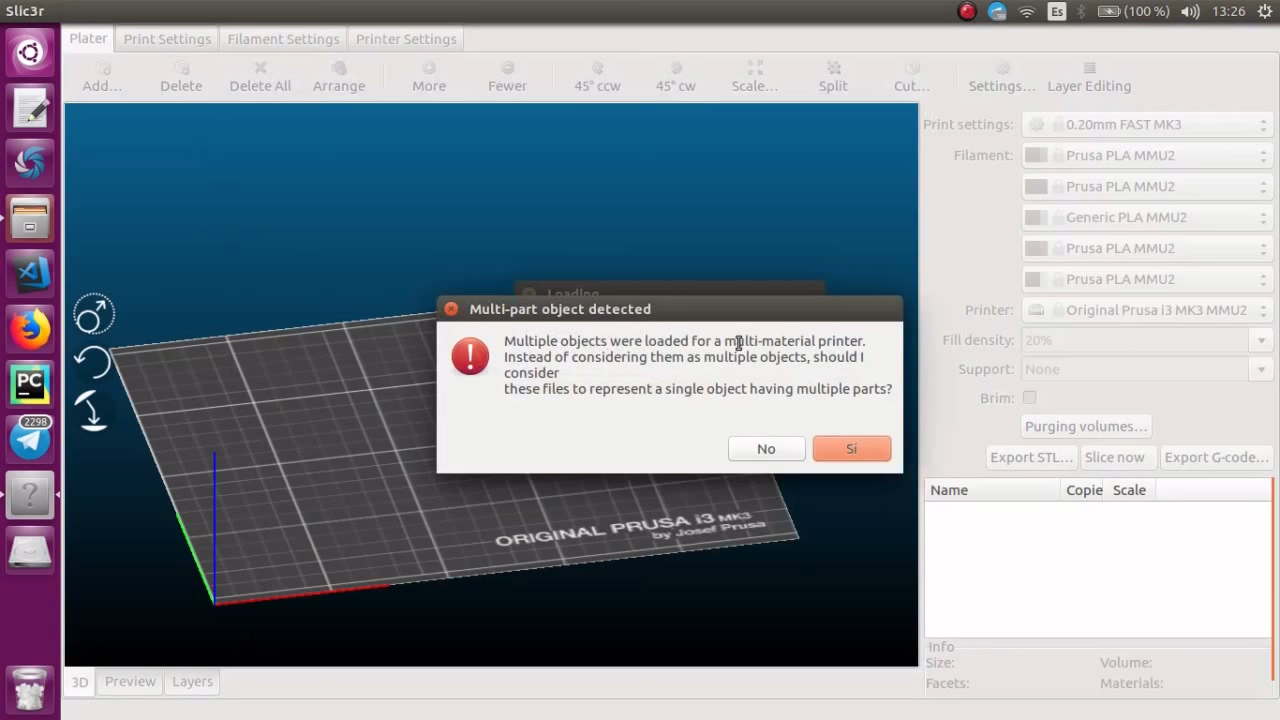 Slic3r
Es
(100 %)
13:26
Plater
Print Settings
Filament Settings
Printer Settings
Add...
Delete
Delete All
Arrange
More
Fewer
45° ccw
45° cw
Scale...
Split
Cut...
Settings...
Layer Editing
Print settings:
0.20mm FAST MK3
Filament:
Prusa PLA MMU2
Prusa PLA MMU2
Generic PLA MMU2
Prusa PLA MMU2
Prusa PLA MMU2
Printer:
Original Prusa i3 MK3 MMU2
Fill density:
20%
Support:
None
Brim:
Purging volumes...
Export STL...
Slice now
Export G-code...
Name
Copie
Scale
Info
Size:
Volume:
Facets:
Materials:
Loading
Multi-part object detected
Multiple objects were loaded for a multi-material printer.
Instead of considering them as multiple objects, should I
consider
these files to represent a single object having multiple parts?
No
Sí
ORIGINAL PRUSA i3 MK3
by Josef Prusa
PC
2298
3D
Preview
Layers